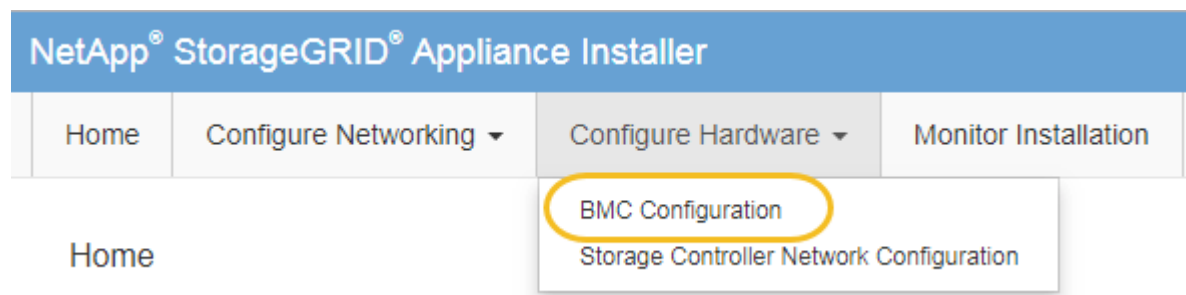 NetApp® StorageGRID® Appliance Installer
Home Configure Networking Configure Hardware Monitor Installation
BMC Configuration
Storage Controller Network Configuration
Home